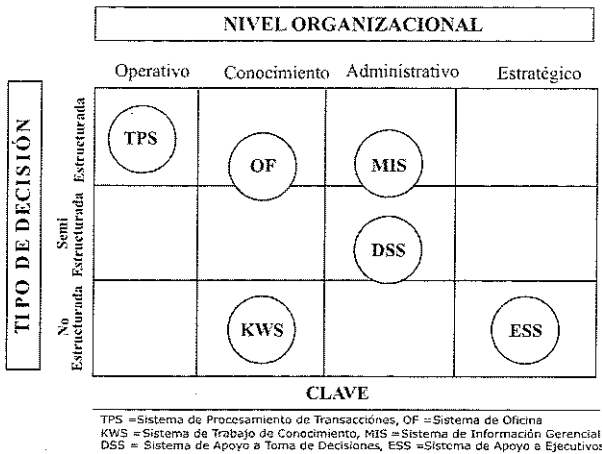 NIVEL ORGANIZACIONAL
Operativo Conocimiento Administrativo Estratégico
TIPO DE DECISIÓN
Estructurada
TPS
OF
MIS
Semi
Estructurada
DSS
No
Estructurada
KWS
ESS
CLAVE
TPS =Sistema de Procesamiento de Transacciónes, OF =Sistema de Oficina
KWS =Sistema de Trabajo de Conocimiento, MIS =Sistema de Información Gerencial
DSS = Sistema de Apoyo a Toma de Decisiones, ESS =Sistema de Apoyo a Ejecutivos